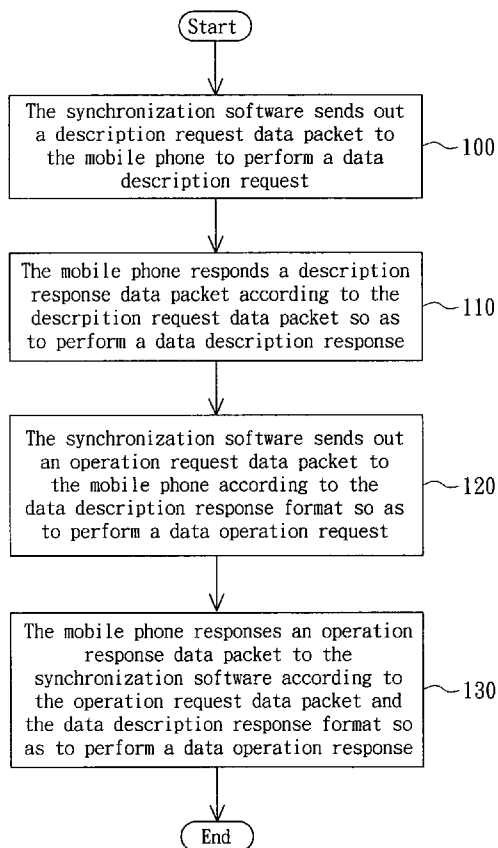 Start
The synchronization software sends out
a description request data packet to
the mobile phone to perform a data
description request
100
The mobile phone responds a description
response data packet according to the
descrpition request data packet so as
to perform a data description response
110
The synchronization software sends out
an operation request data packet to
the mobile phone according to the
data description response format so as
to perform a data operation request
120
The mobile phone responses an operation
response data packet to the
synchronization software according to
the operation request data packet and
the data description response format so
as to perform a data operation response
130
End